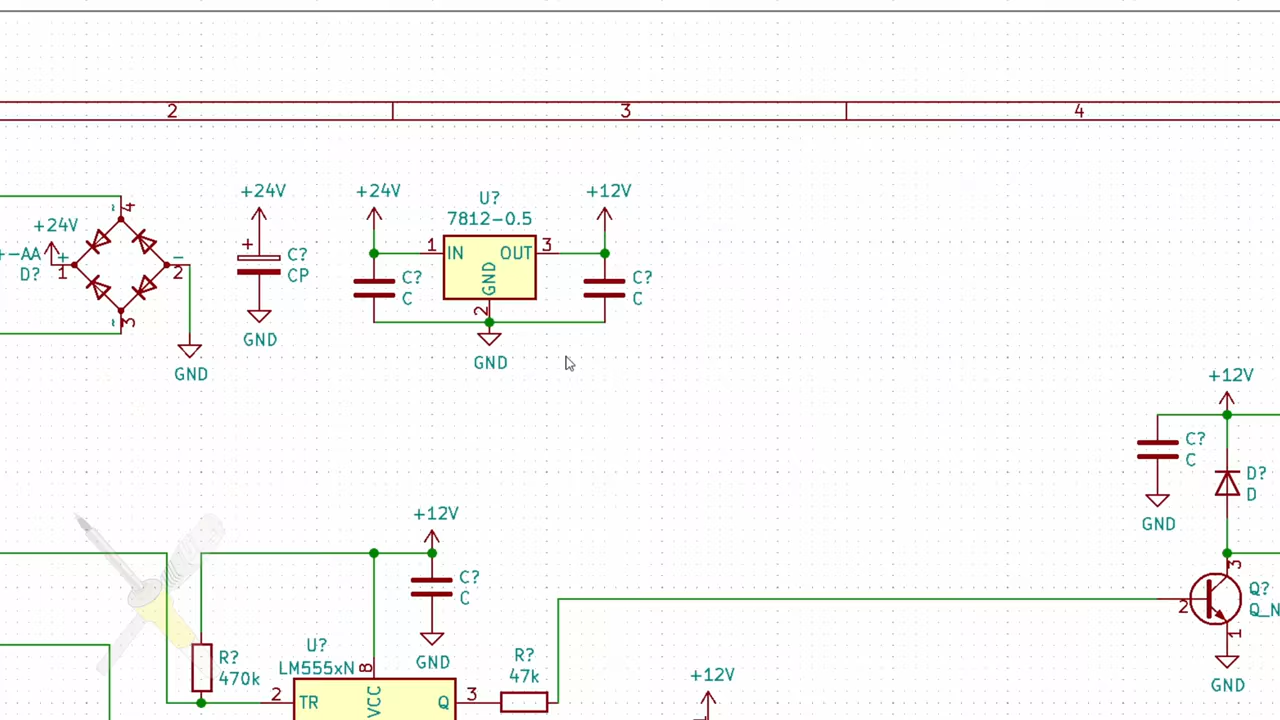 2 3 4
+24V
4
1 2
D?
3
GND
+24V
+
C?
CP
GND
+24V
U?
7812-0.5
+12V
1 IN OUT 3
GND
2
C?
C
C?
C
GND
+12V
C?
C
GND
D?
D
3
2
Q?
1
GND
+12V
C?
C
GND
R?
470k
U?
LM555xN
8
2 TR VCC Q 3
R?
47k
+12V